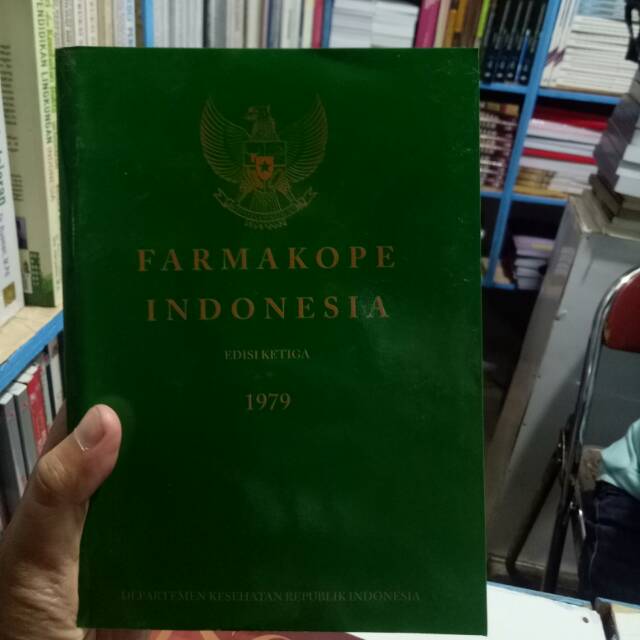 FARMAKOPE
INDONESIA
EDISI KETIGA
1979
DEPARTEMEN KESEHATAN REPUBLIK INDONESIA